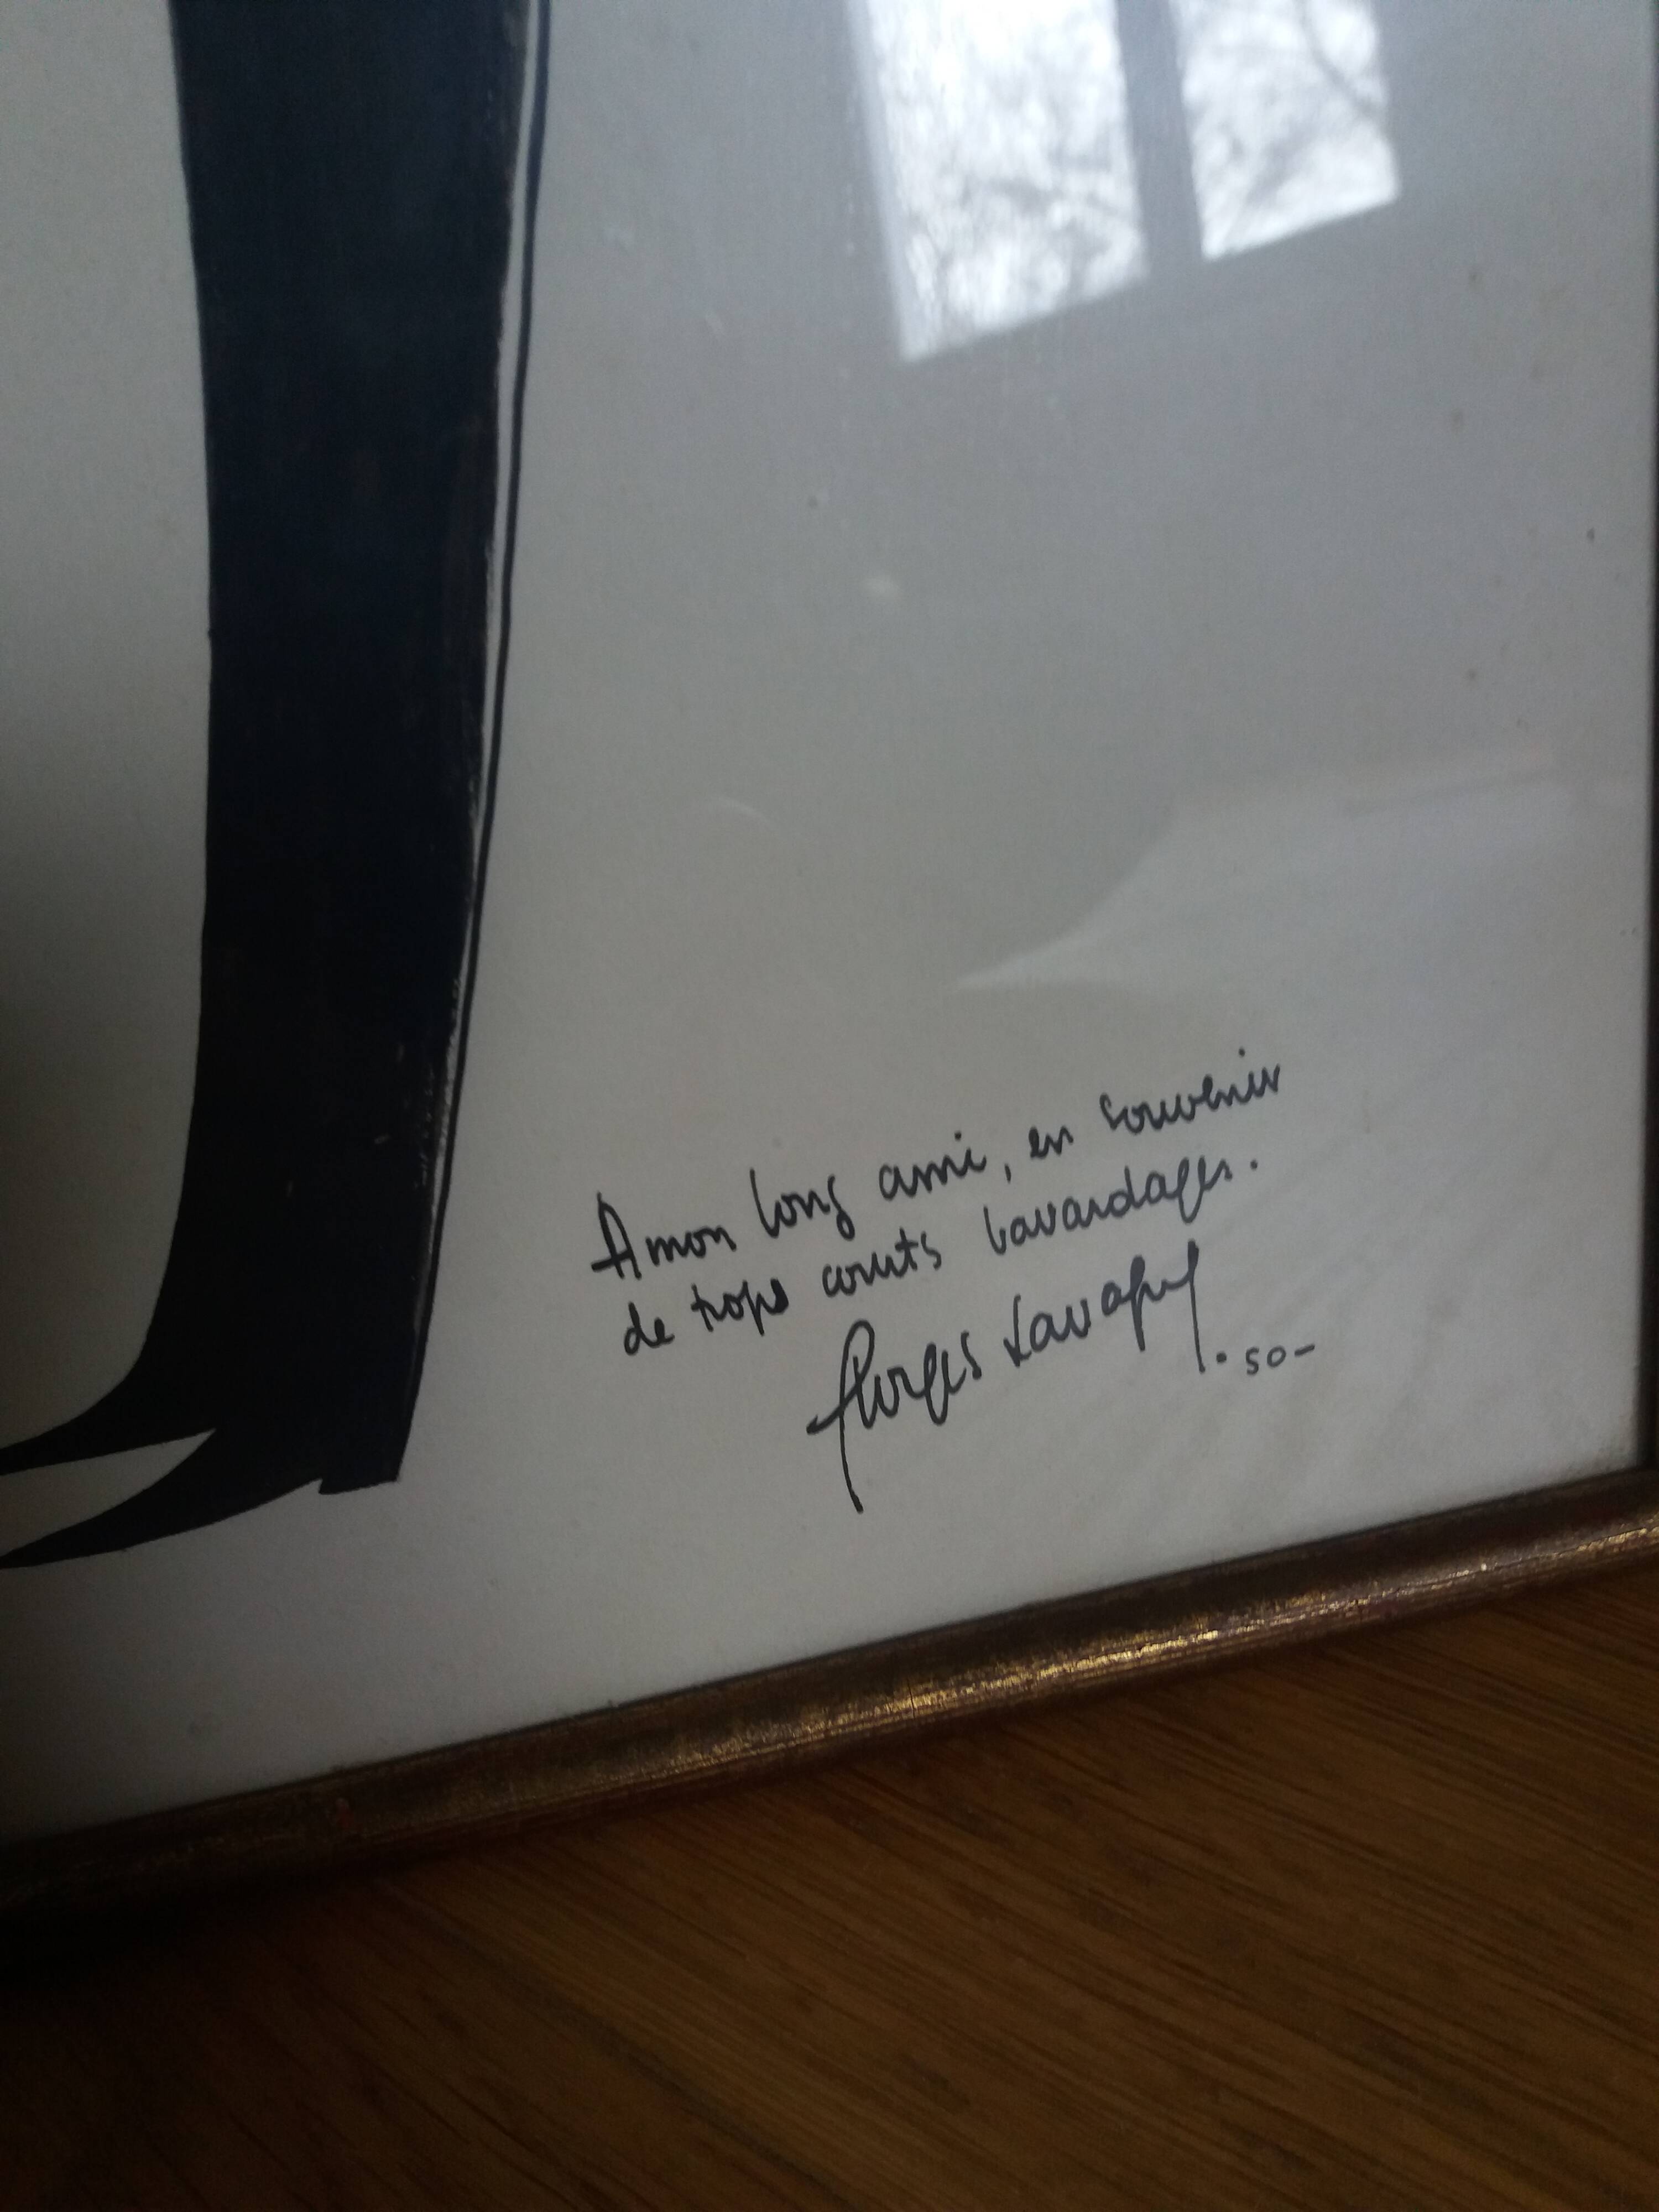 A mon long ami, en souvenir
de trops courts bavardages.
. 50 -